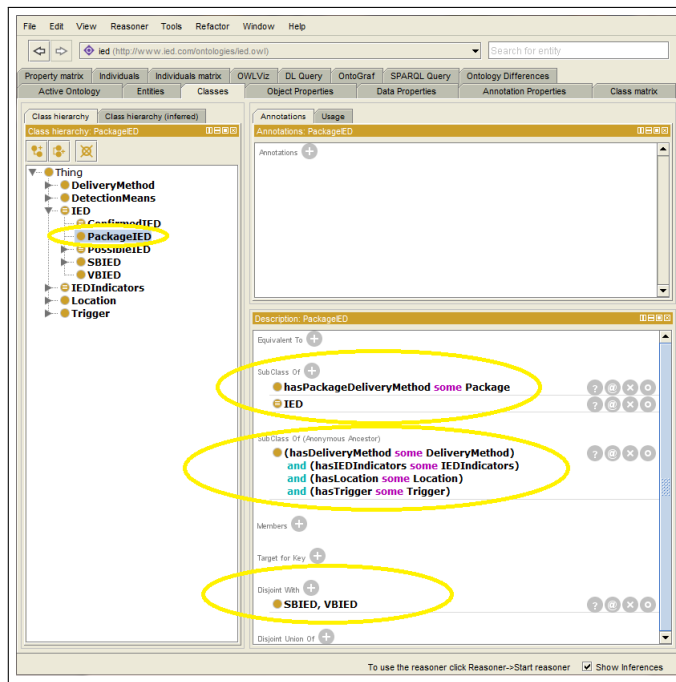 File Edit View Reasoner Tools Refactor Window Help
ied (http://www.ied.com/ontologies/ied.owl) Search for entity
Property matrix Individuals Individuals matrix OWLViz DL Query OntoGraf SPARQL Query Ontology Differences
Active Ontology Entities Classes Object Properties Data Properties Annotation Properties Class matrix
Class hierarchy Class hierarchy (inferred)
Class hierarchy: PackageIED
Thing
DeliveryMethod
DetectionMeans
IED
ConfirmedIED
PackageIED
PossibleIED
SBIED
VBIED
IEDIndicators
Location
Trigger
Annotations Usage
Annotations: PackageIED
Annotations
Description: PackageIED
Equivalent To
SubClass Of
hasPackageDeliveryMethod some Package
IED
SubClass Of (Anonymous Ancestor)
(hasDeliveryMethod some DeliveryMethod)
and (hasIEDIndicators some IEDIndicators)
and (hasLocation some Location)
and (hasTrigger some Trigger)
Members
Target for Key
Disjoint With
SBIED, VBIED
Disjoint Union Of
To use the reasoner click Reasoner->Start reasoner Show Inferences